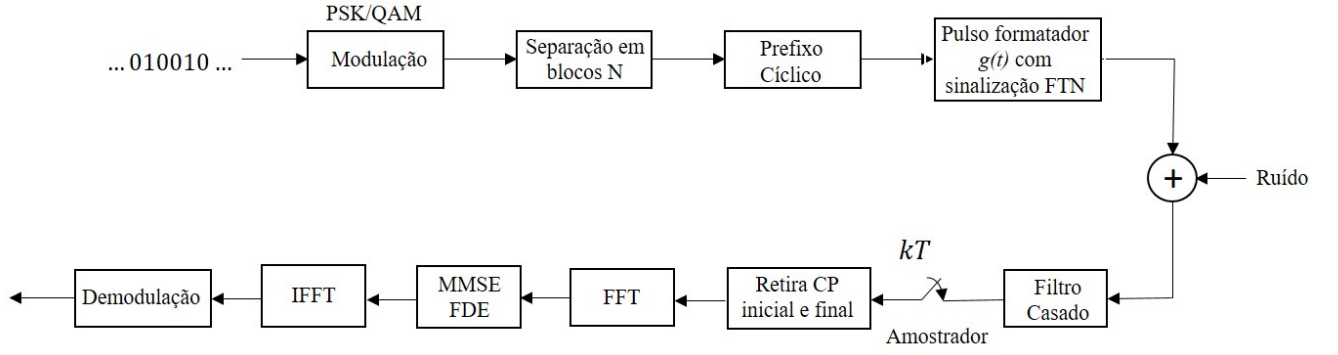 PSK/QAM
... 010010 ...
Modulação
Separação em
blocos N
Prefixo
Cíclico
Pulso formatador
g(t) com
sinalização FTN
+
Ruído
Filtro
Casado
kT
Amostrador
Retira CP
inicial e final
FFT
MMSE
FDE
IFFT
Demodulação